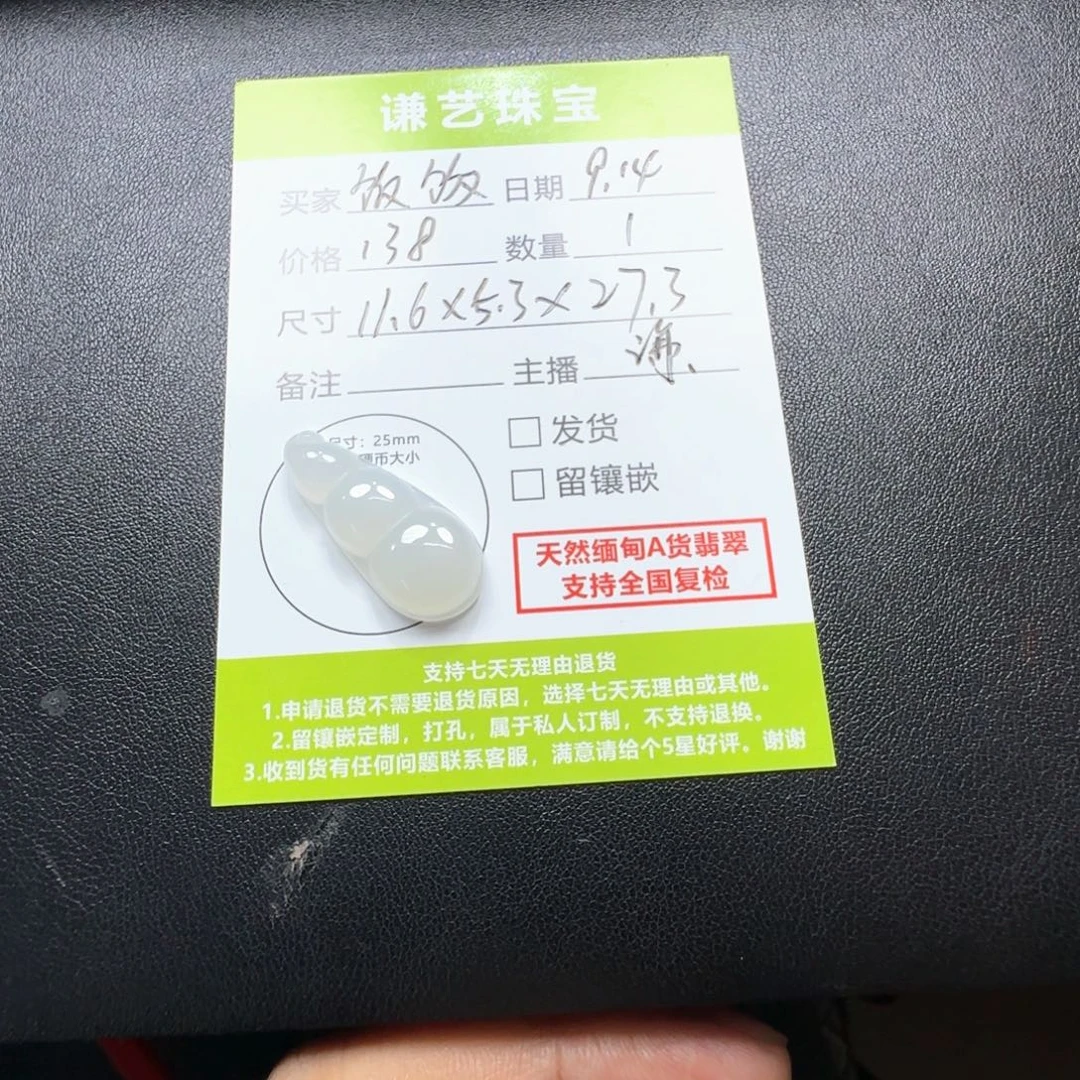 谦艺珠宝
买家 饭饭 日期 9.14
价格 138 数量 1
尺寸 11.6×5.3×27.3
备注 主播 谦
尺寸：25mm
硬币大小
发货
留镶嵌
天然缅甸A货翡翠
支持全国复检
支持七天无理由退货
1.申请退货不需要退货原因，选择七天无理由或其他。
2.留镶嵌定制，打孔，属于私人订制，不支持退换。
3.收到货有任何问题联系客服，满意请给个5星好评。谢谢